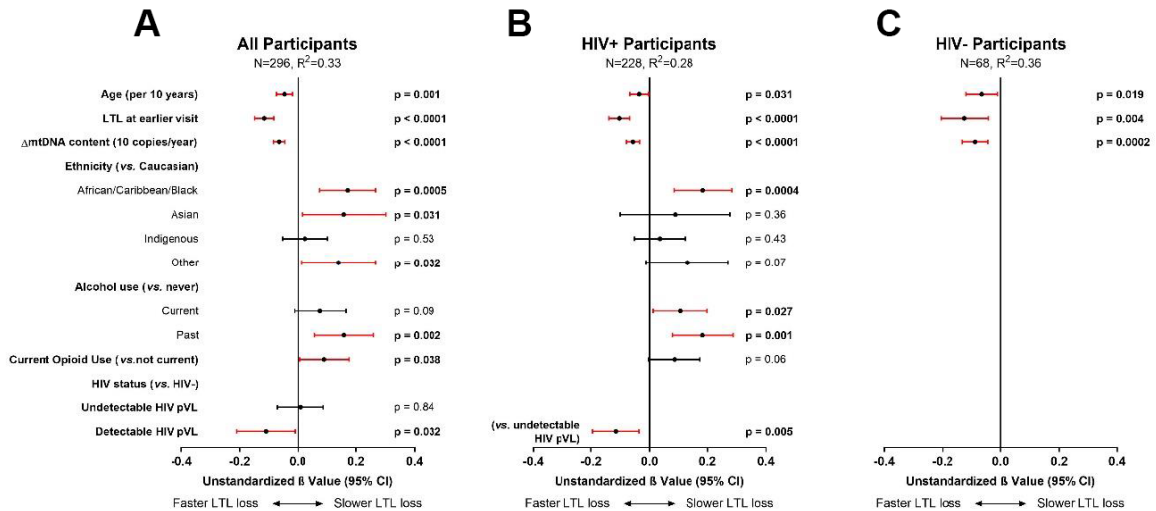 A
All Participants
N=296, R²=0.33
Age (per 10 years) p = 0.001
LTL at earlier visit p < 0.0001
ΔmtDNA content (10 copies/year) p < 0.0001
Ethnicity (vs. Caucasian)
African/Caribbean/Black p = 0.0005
Asian p = 0.031
Indigenous p = 0.53
Other p = 0.032
Alcohol use (vs. never)
Current p = 0.09
Past p = 0.002
Current Opioid Use (vs.not current) p = 0.038
HIV status (vs. HIV-)
Undetectable HIV pVL p = 0.84
Detectable HIV pVL p = 0.032
-0.4 -0.2 0.0 0.2 0.4
Unstandardized ß Value (95% CI)
Faster LTL loss Slower LTL loss
B
HIV+ Participants
N=228, R²=0.28
p = 0.031
p < 0.0001
p < 0.0001
p = 0.0004
p = 0.36
p = 0.43
p = 0.07
p = 0.027
p = 0.001
p = 0.06
(vs. undetectable
HIV pVL) p = 0.005
-0.4 -0.2 0.0 0.2 0.4
Unstandardized ß Value (95% CI)
Faster LTL loss Slower LTL loss
C
HIV- Participants
N=68, R²=0.36
p = 0.019
p = 0.004
p = 0.0002
-0.4 -0.2 0.0 0.2 0.4
Unstandardized ß Value (95% CI)
Faster LTL loss Slower LTL loss